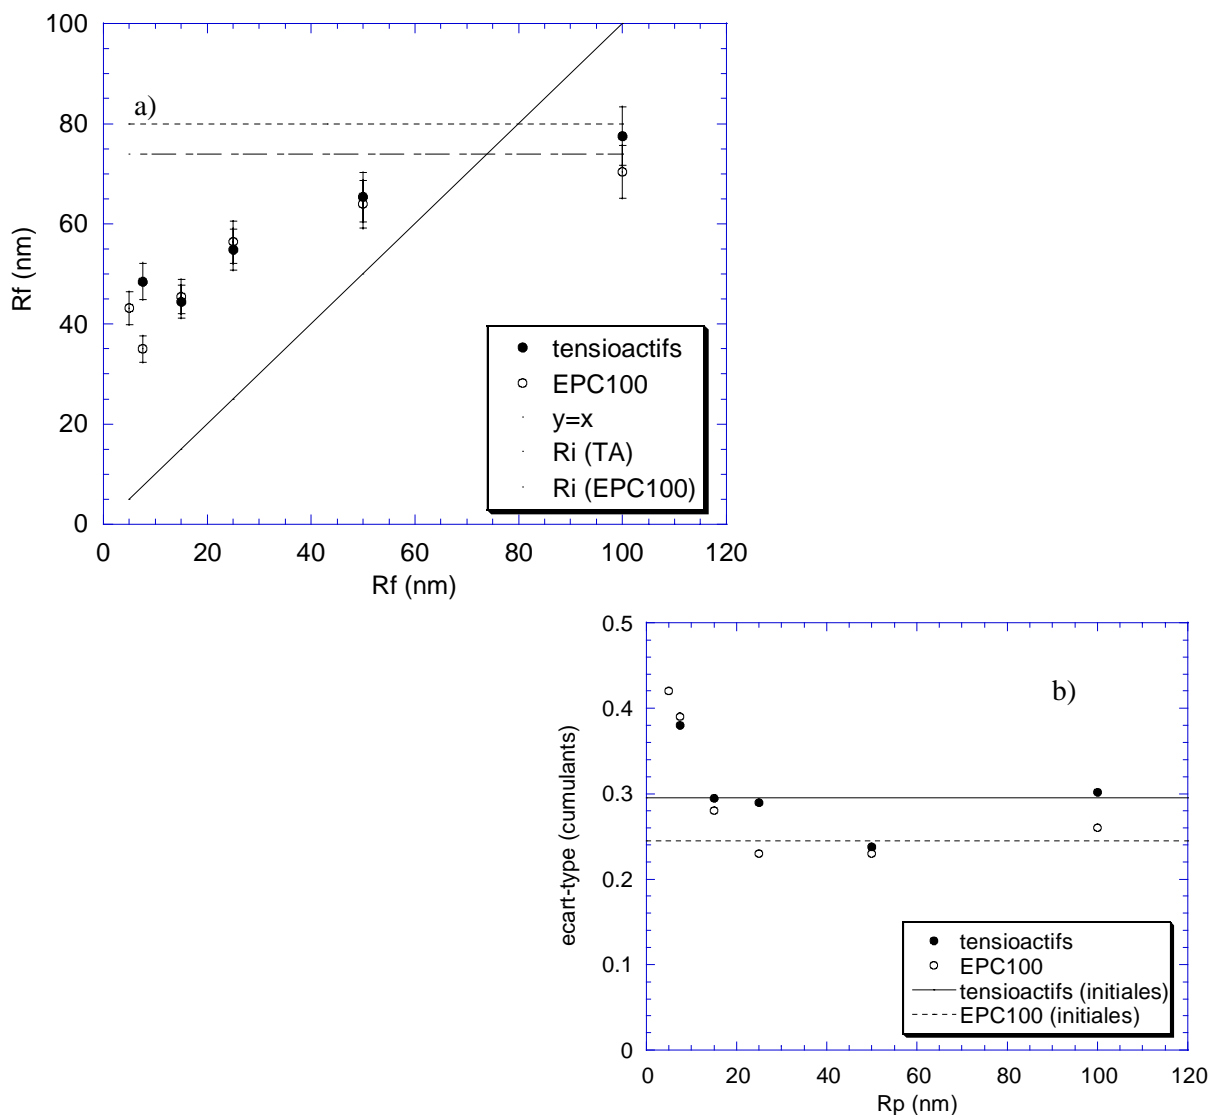 100
80
60
40
20
0
Rf (nm)
a)
tensioactifs
EPC100
y=x
Ri (TA)
Ri (EPC100)
0 20 40 60 80 100 120
Rf (nm)
0.5
0.4
0.3
0.2
0.1
0
ecart-type (cumulants)
b)
tensioactifs
EPC100
tensioactifs (initiales)
EPC100 (initiales)
0 20 40 60 80 100 120
Rp (nm)